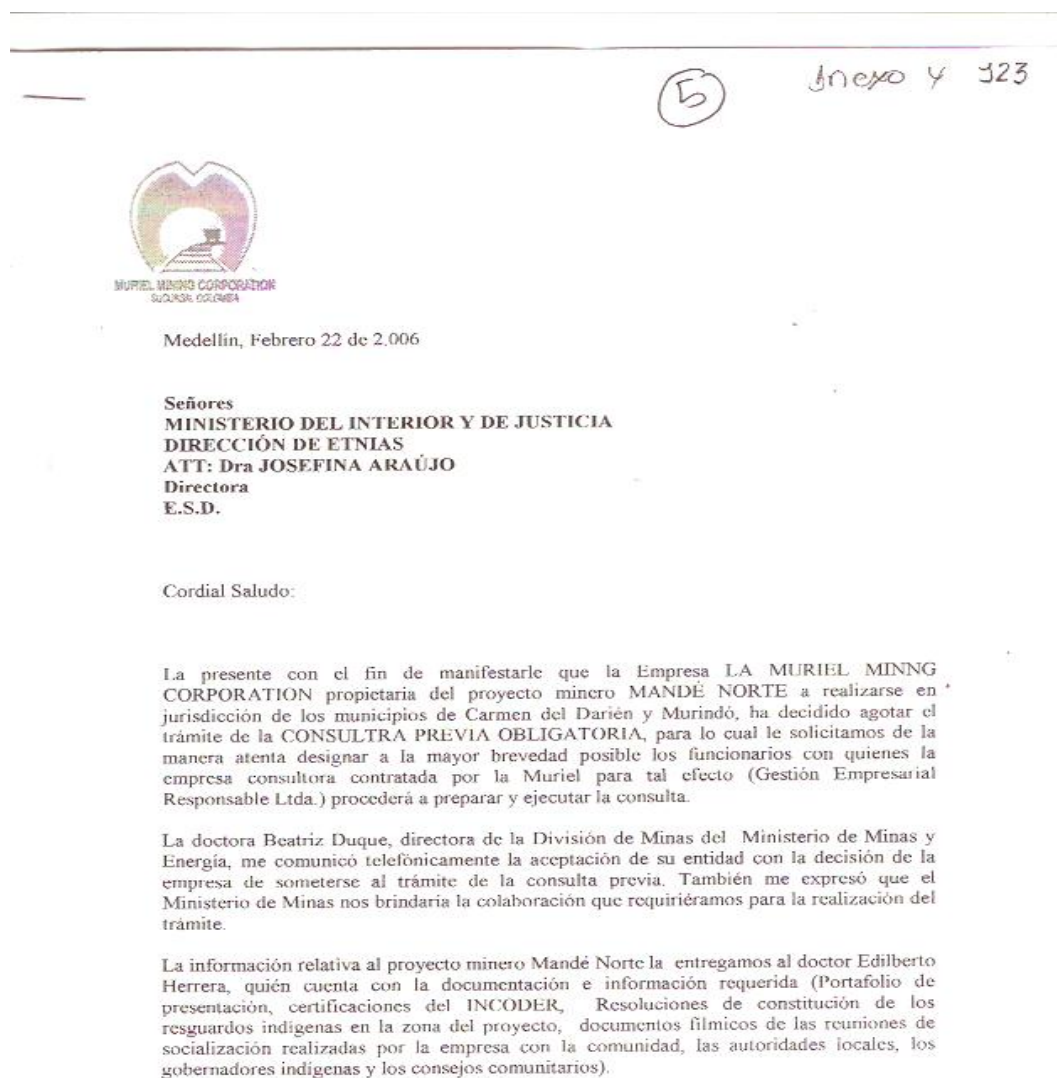 5 Anexo 4 123
MURIEL MINING CORPORATION
SUCURSAL COLOMBIA
Medellín, Febrero 22 de 2.006
Señores
MINISTERIO DEL INTERIOR Y DE JUSTICIA
DIRECCIÓN DE ETNIAS
ATT: Dra JOSEFINA ARAÚJO
Directora
E.S.D.
Cordial Saludo:
La presente con el fin de manifestarle que la Empresa LA MURIEL MINNG
CORPORATION propietaria del proyecto minero MANDÉ NORTE a realizarse en
jurisdicción de los municipios de Carmen del Darién y Murindó, ha decidido agotar el
trámite de la CONSULTRA PREVIA OBLIGATORIA, para lo cual le solicitamos de la
manera atenta designar a la mayor brevedad posible los funcionarios con quienes la
empresa consultora contratada por la Muriel para tal efecto (Gestión Empresarial
Responsable Ltda.) procederá a preparar y ejecutar la consulta.
La doctora Beatriz Duque, directora de la División de Minas del Ministerio de Minas y
Energía, me comunicó telefónicamente la aceptación de su entidad con la decisión de la
empresa de someterse al trámite de la consulta previa. También me expresó que el
Ministerio de Minas nos brindaría la colaboración que requiriéramos para la realización del
trámite.
La información relativa al proyecto minero Mandé Norte la entregamos al doctor Edilberto
Herrera, quién cuenta con la documentación e información requerida (Portafolio de
presentación, certificaciones del INCODER, Resoluciones de constitución de los
resguardos indígenas en la zona del proyecto, documentos fílmicos de las reuniones de
socialización realizadas por la empresa con la comunidad, las autoridades locales, los
gobernadores indígenas y los consejos comunitarios).